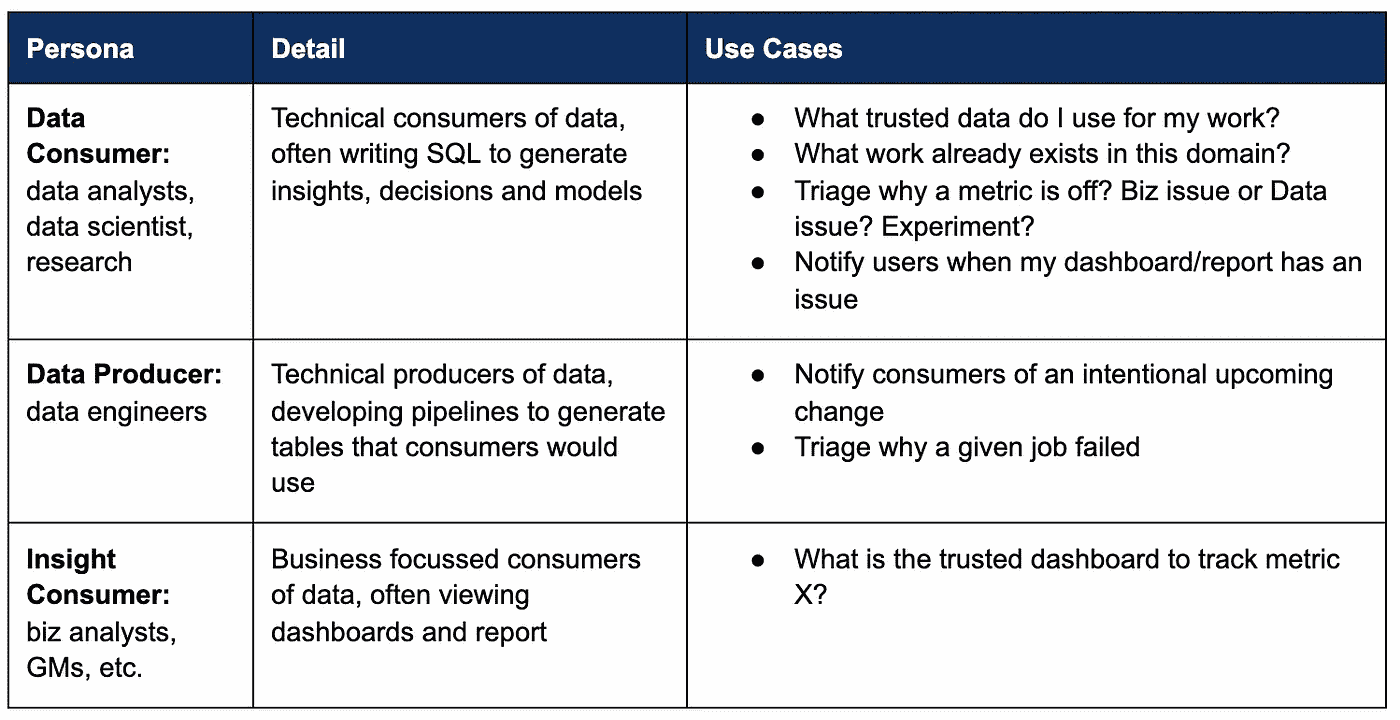 Persona
Detail
Use Cases
Data
Consumer:
data analysts,
data scientist,
research
Technical consumers of data,
often writing SQL to generate
insights, decisions and models
● What trusted data do I use for my work?
● What work already exists in this domain?
● Triage why a metric is off? Biz issue or Data
issue? Experiment?
● Notify users when my dashboard/report has an
issue
Data Producer:
data engineers
Technical producers of data,
developing pipelines to generate
tables that consumers would
use
● Notify consumers of an intentional upcoming
change
● Triage why a given job failed
Insight
Consumer:
biz analysts,
GMs, etc.
Business focussed consumers
of data, often viewing
dashboards and report
● What is the trusted dashboard to track metric
X?